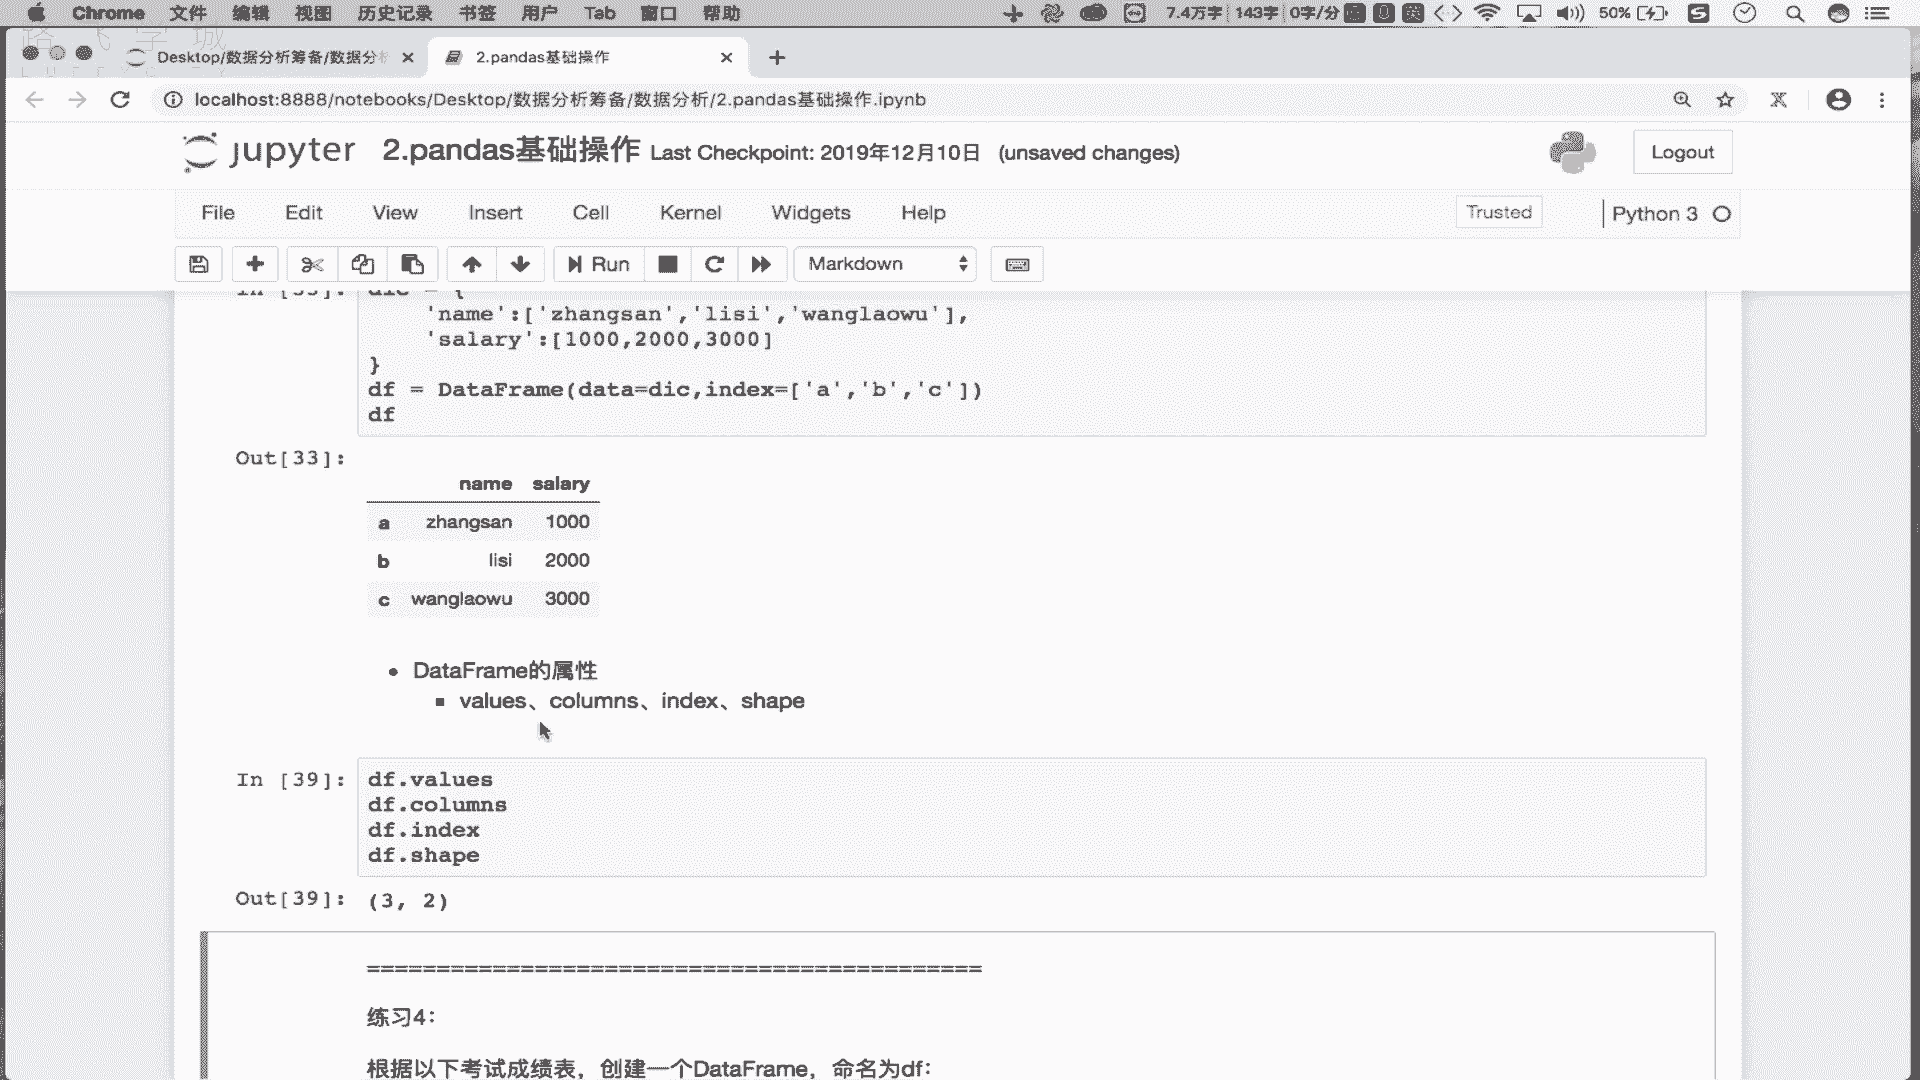 Chrome 文件 编辑 视图 历史记录 书签 用户 Tab 窗口 帮助 7.4万字 143字 0字/分 英 50%
路飞学城
Desktop/数据分析筹备/数据分析 2.pandas基础操作
localhost:8888/notebooks/Desktop/数据分析筹备/数据分析/2.pandas基础操作.ipynb
jupyter 2.pandas基础操作 Last Checkpoint: 2019年12月10日 (unsaved changes) Logout
File Edit View Insert Cell Kernel Widgets Help Trusted Python 3
Run Markdown
In [33]: dic = {
'name':['zhangsan','lisi','wanglaowu'],
'salary':[1000,2000,3000]
}
df = DataFrame(data=dic,index=['a','b','c'])
df
Out[33]:
name salary
a zhangsan 1000
b lisi 2000
c wanglaowu 3000
• DataFrame的属性
▪ values、columns、index、shape
In [39]: df.values
df.columns
df.index
df.shape
Out[39]: (3, 2)
============================================
练习4：
根据以下考试成绩表，创建一个DataFrame，命名为df：